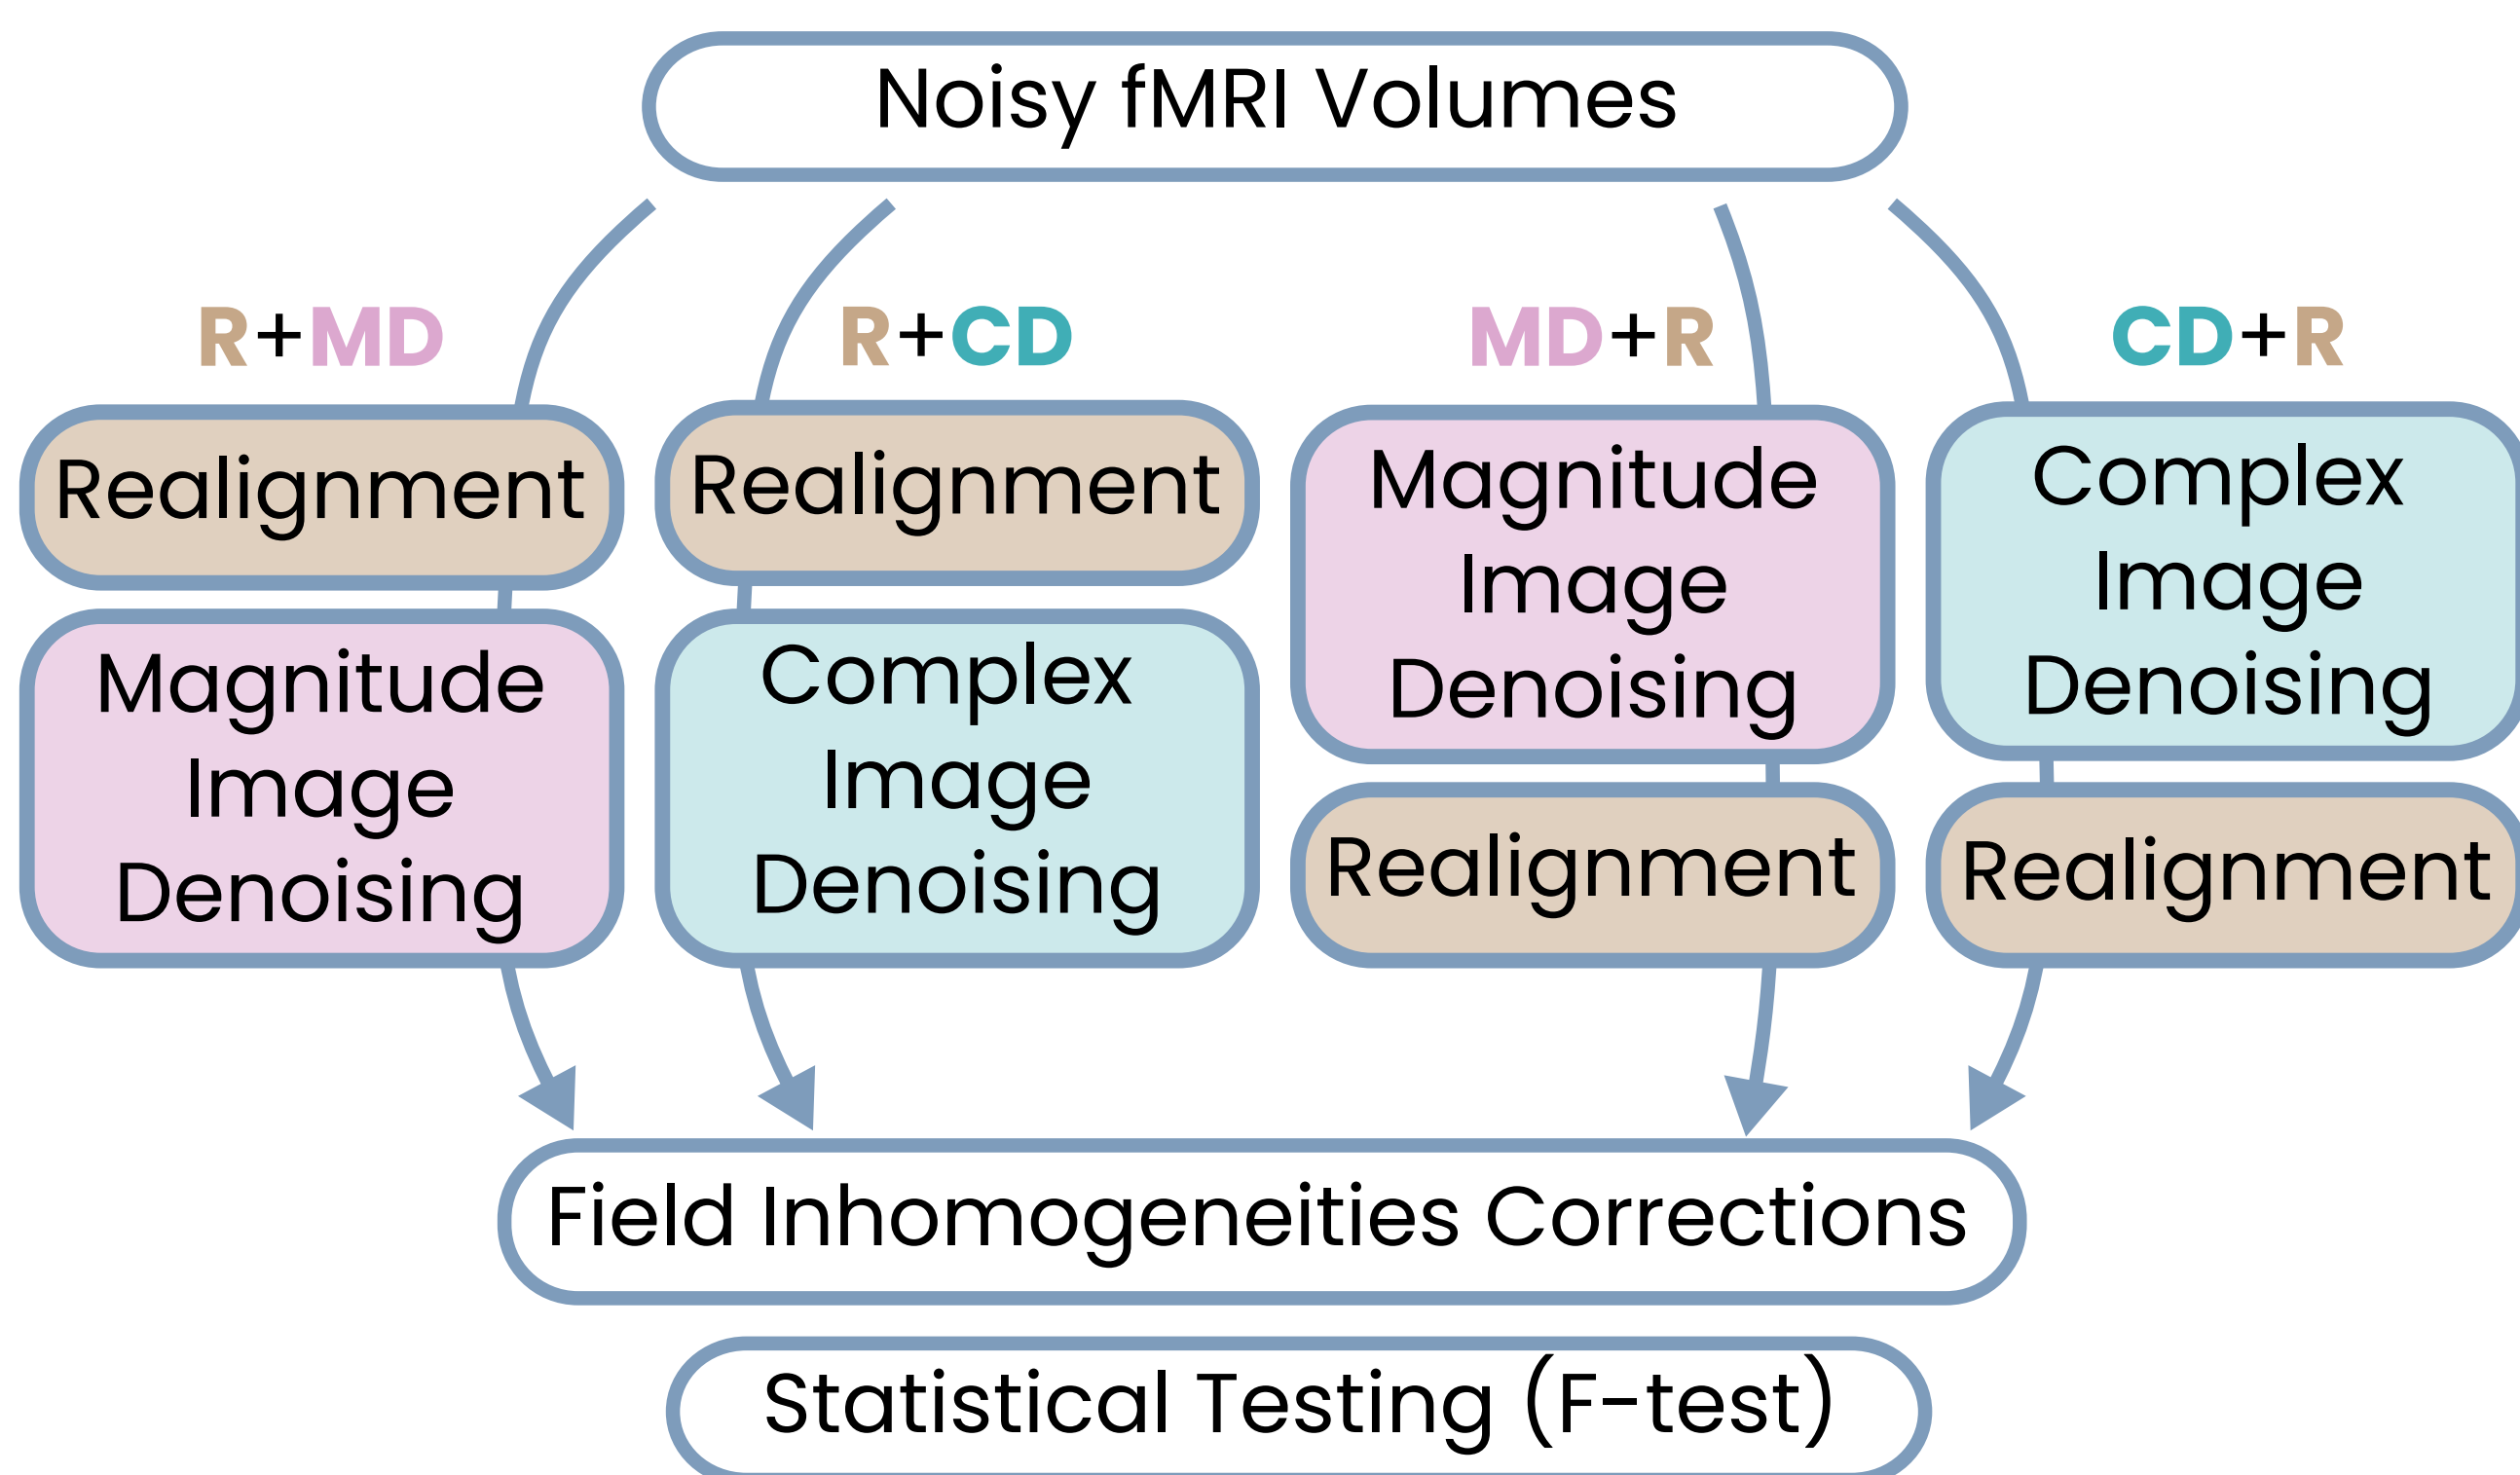 Noisy fMRI Volumes
R+MD
Realignment
Magnitude
Image
Denoising
R+CD
Realignment
Complex
Image
Denoising
MD+R
Magnitude
Image
Denoising
Realignment
CD+R
Complex
Image
Denoising
Realignment
Field Inhomogeneities Corrections
Statistical Testing (F-test)